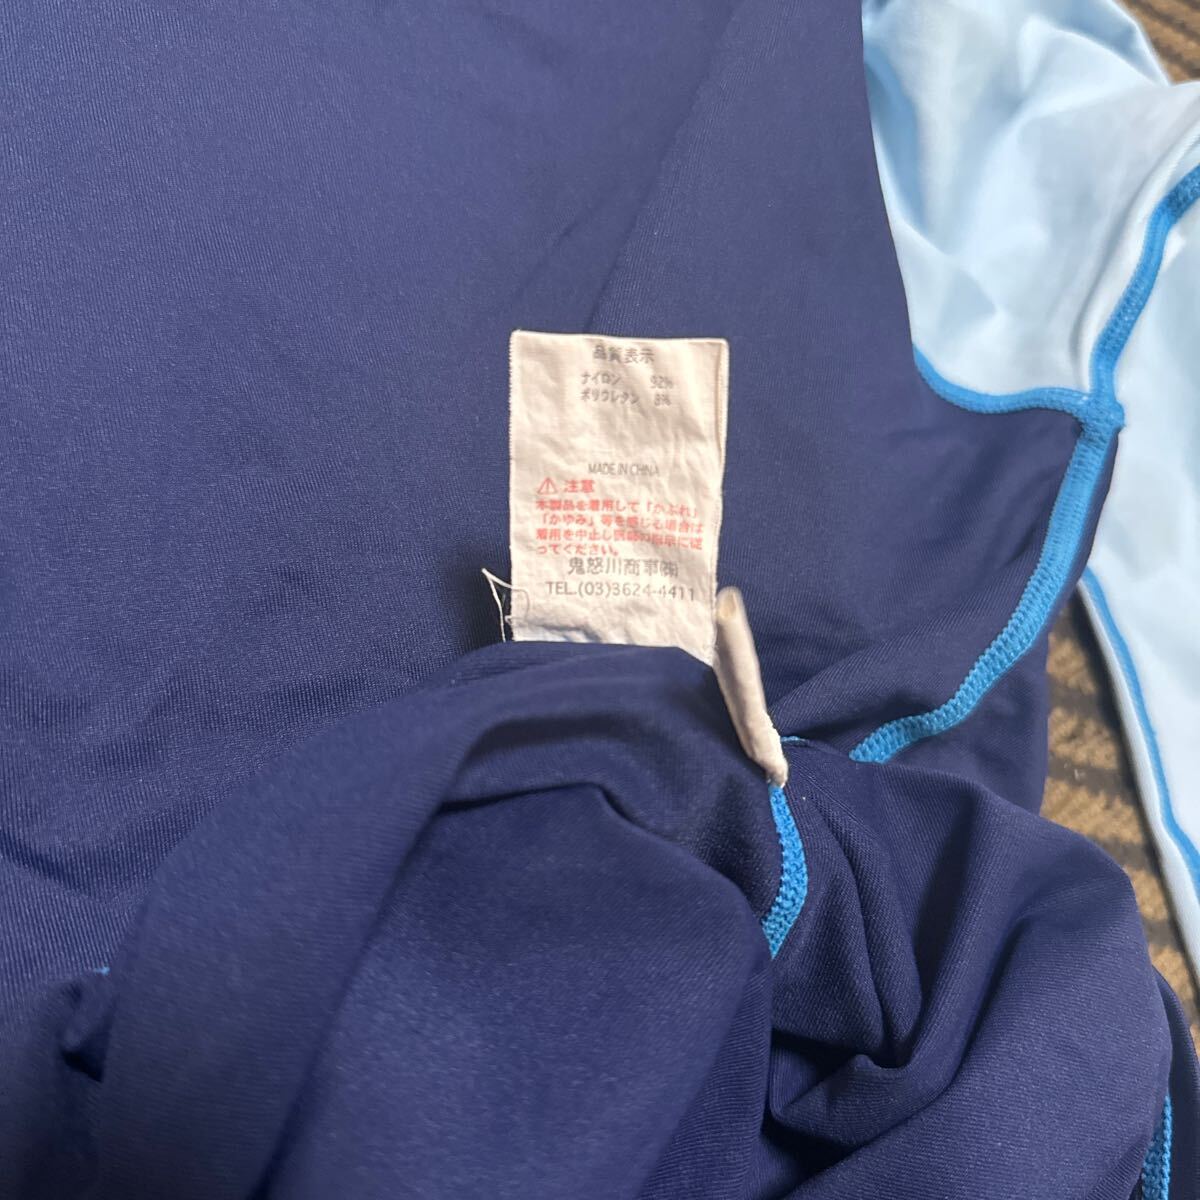 品質表示
ナイロン 92%
ポリウレタン 8%
MADE IN CHINA
⚠ 注意
本製品を着用して「かぶれ」
「かゆみ」等を感じる場合は
着用を中止し医師の指示に従
ってください。
鬼怒川商事㈱
TEL.(03)3624-4411